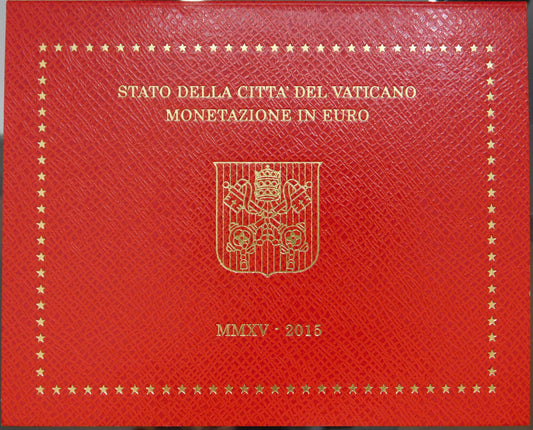 STATO DELLA CITTA' DEL VATICANO
MONETAZIONE IN EURO
MMXV - 2015